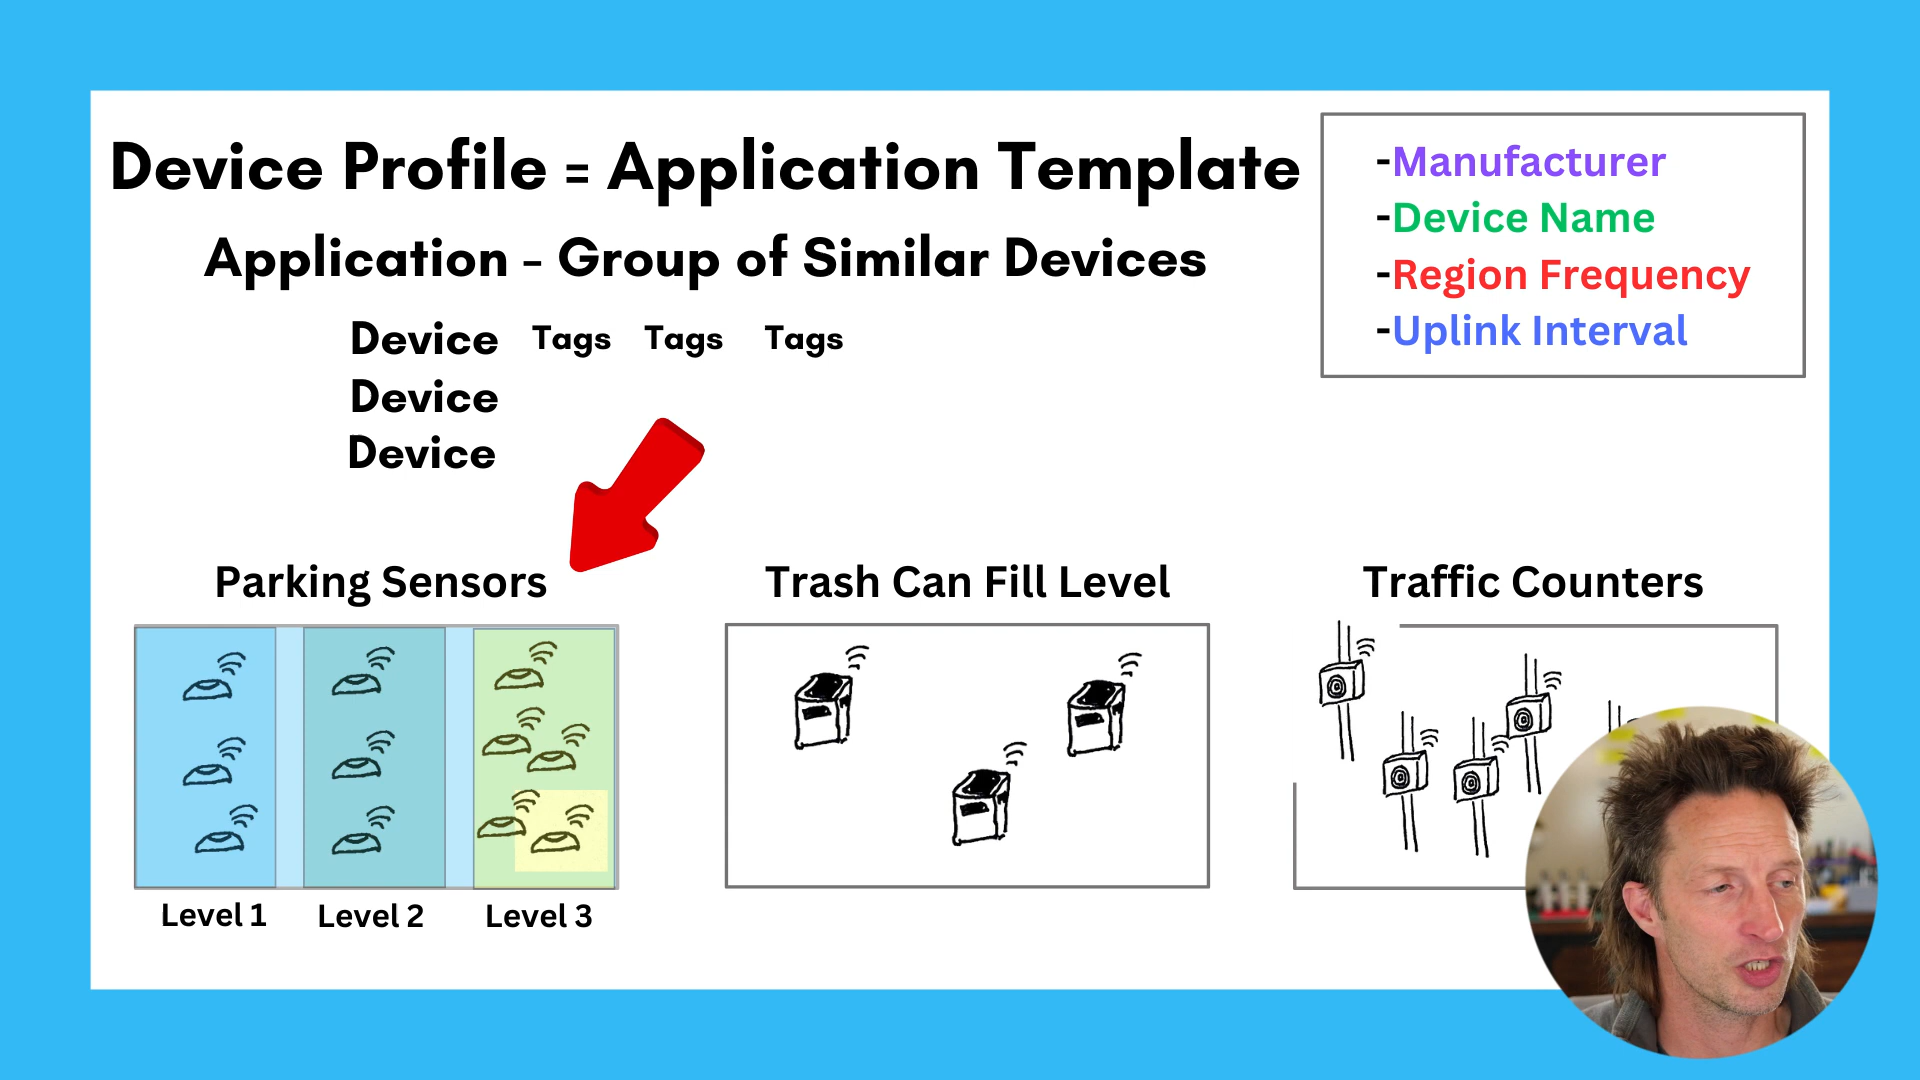 Device Profile = Application Template
Application - Group of Similar Devices
Device Tags Tags Tags
Device
Device
-Manufacturer
-Device Name
-Region Frequency
-Uplink Interval
Parking Sensors
Level 1 Level 2 Level 3
Trash Can Fill Level
Traffic Counters